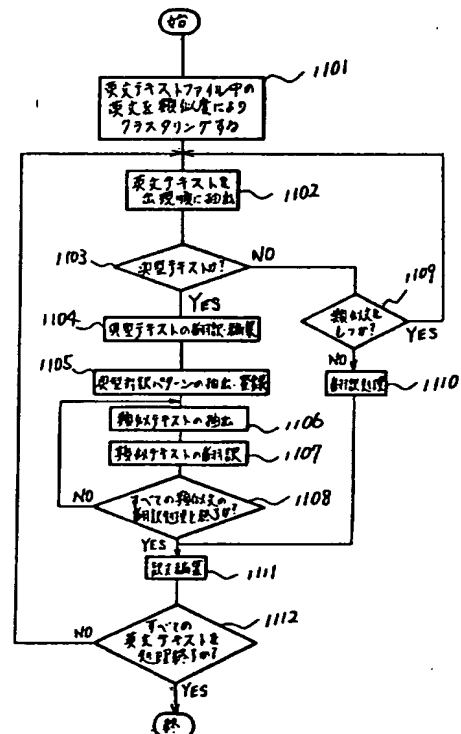 始
1101
英文テキストファイル中の
英文を類似度により
クラスタリングする
英文テキストを
出現順に抽出
1102
1103
典型テキストか?
NO
YES
1109
類似文を
もつか?
YES
NO
1104
典型テキストの翻訳・編集
1105
典型対訳パターンの抽出・登録
翻訳処理
1110
類似テキストの抽出
1106
類似テキストの翻訳
1107
すべての類似文の
翻訳処理を終了か?
1108
NO
YES
訳文編集
1111
すべての
英文テキストを
処理終了か?
1112
NO
YES
終